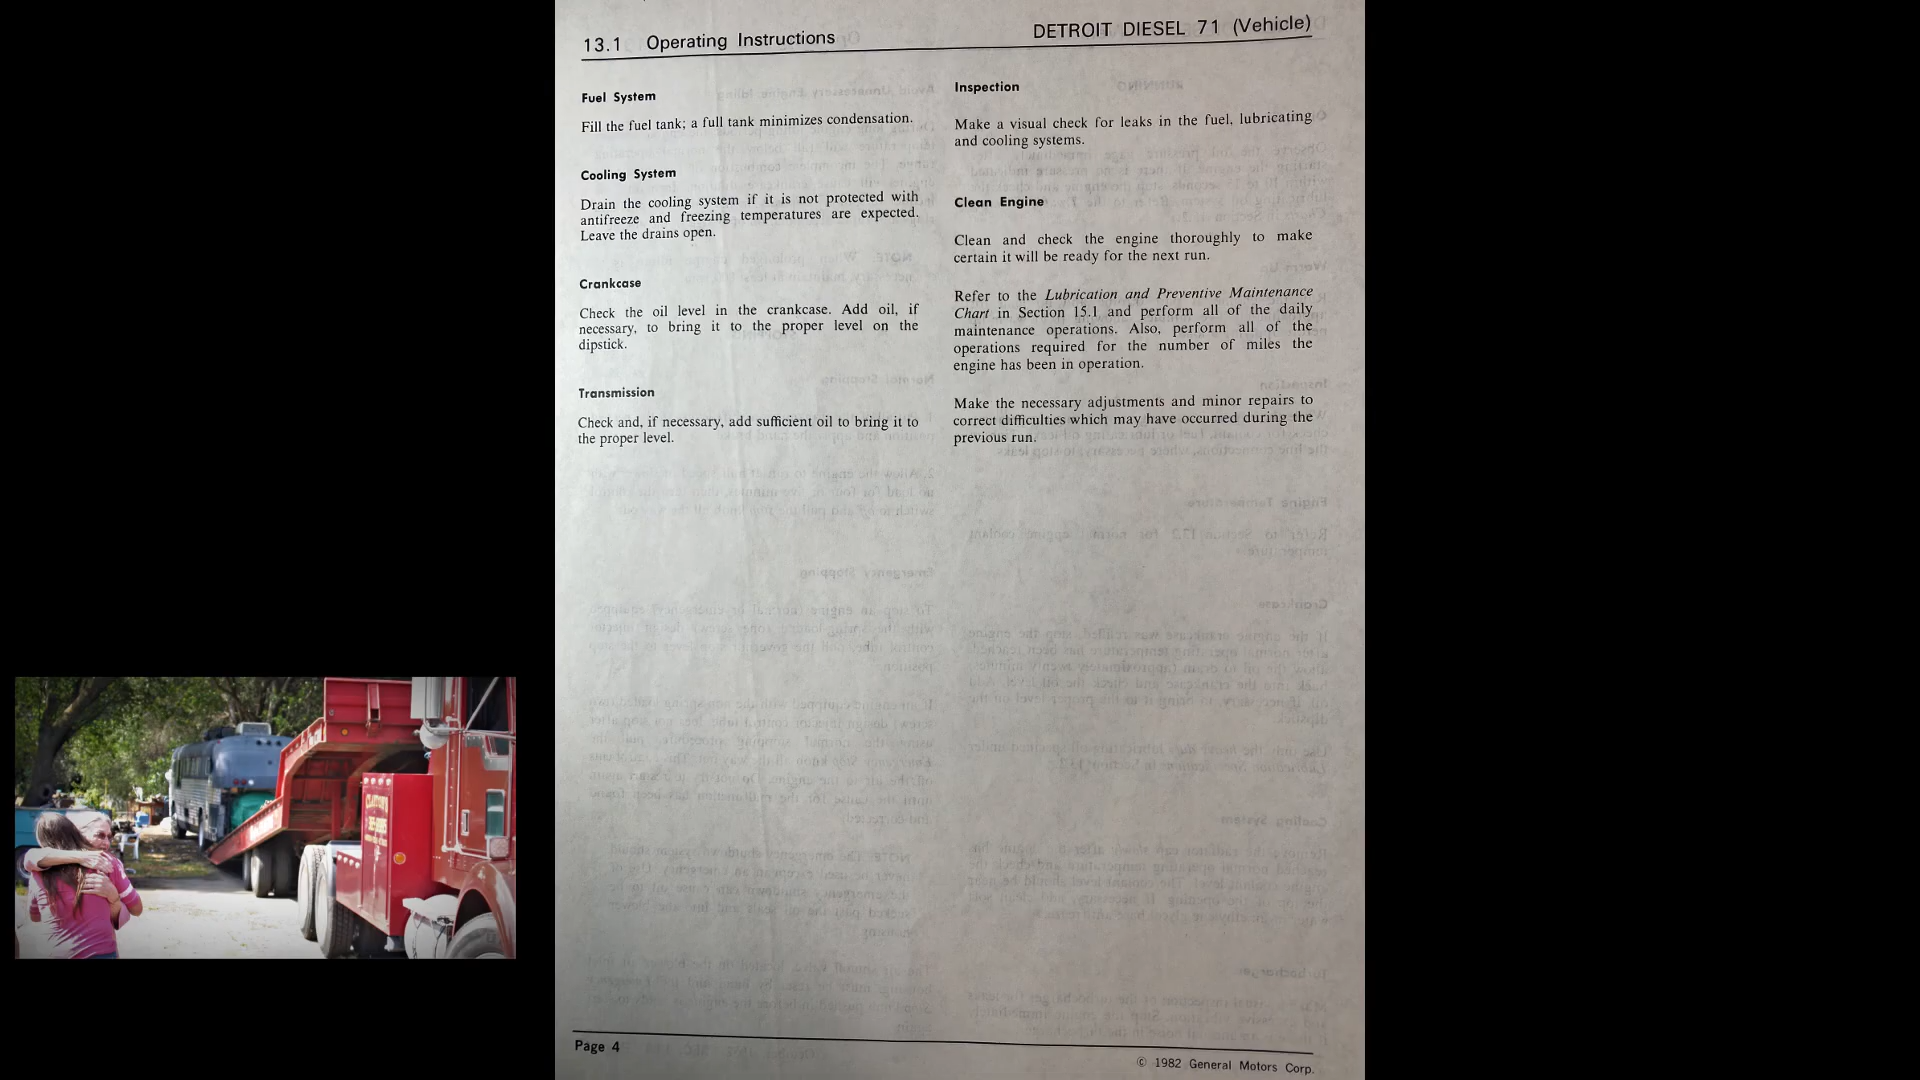 13.1 Operating Instructions
DETROIT DIESEL 71 (Vehicle)
Fuel System
Fill the fuel tank; a full tank minimizes condensation.
Cooling System
Drain the cooling system if it is not protected with
antifreeze and freezing temperatures are expected.
Leave the drains open.
Crankcase
Check the oil level in the crankcase. Add oil, if
necessary, to bring it to the proper level on the
dipstick.
Transmission
Check and, if necessary, add sufficient oil to bring it to
the proper level.
Inspection
Make a visual check for leaks in the fuel, lubricating
and cooling systems.
Clean Engine
Clean and check the engine thoroughly to make
certain it will be ready for the next run.
Refer to the Lubrication and Preventive Maintenance
Chart in Section 15.1 and perform all of the daily
maintenance operations. Also, perform all of the
operations required for the number of miles the
engine has been in operation.
Make the necessary adjustments and minor repairs to
correct difficulties which may have occurred during the
previous run.
Page 4
© 1982 General Motors Corp.